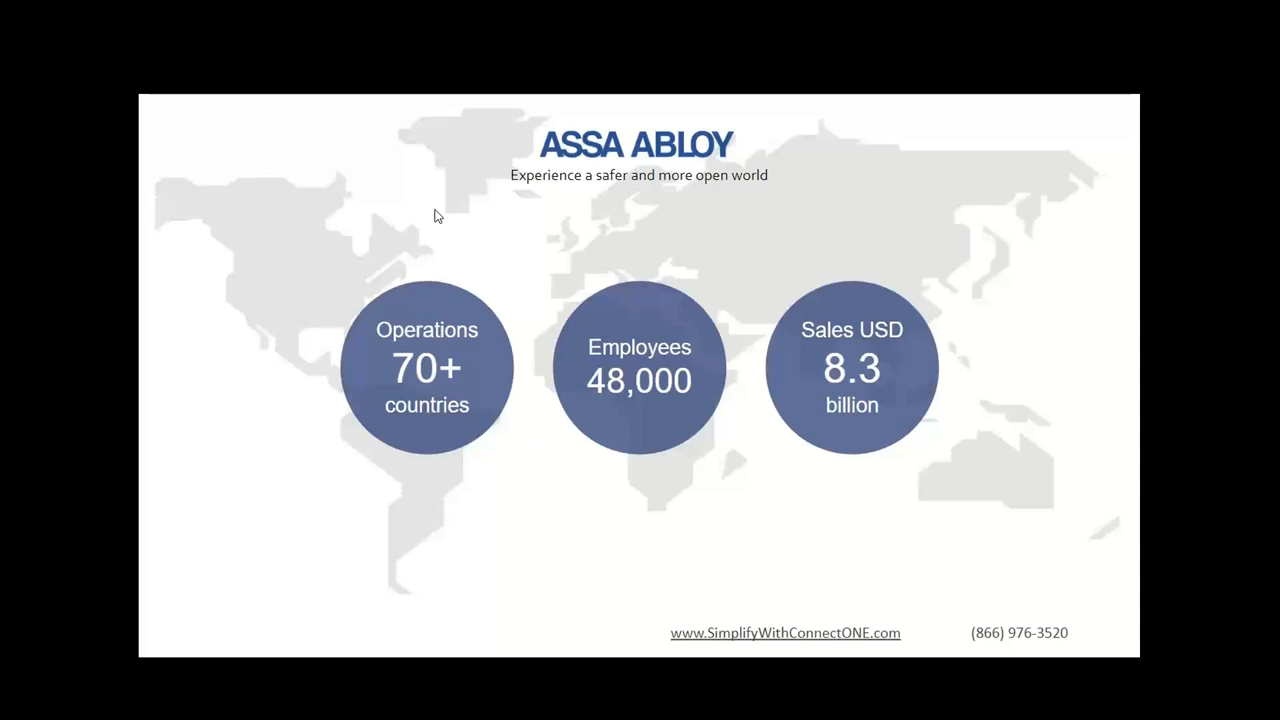 ASSA ABLOY
Experience a safer and more open world
Operations
70+
countries
Employees
48,000
Sales USD
8.3
billion
www.SimplifyWithConnectONE.com
(866) 976-3520